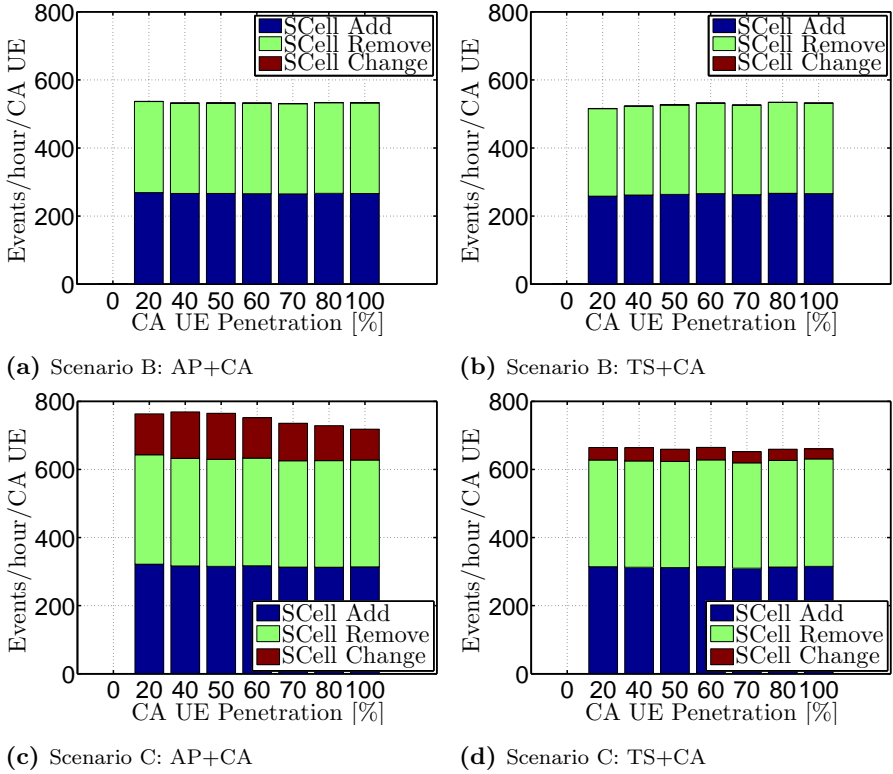 Events/hour/CA UE
800
600
400
200
0
SCell Add
SCell Remove
SCell Change
0 20 40 50 60 70 80 100
CA UE Penetration [%]
(a) Scenario B: AP+CA
Events/hour/CA UE
800
600
400
200
0
SCell Add
SCell Remove
SCell Change
0 20 40 50 60 70 80 100
CA UE Penetration [%]
(b) Scenario B: TS+CA
Events/hour/CA UE
800
600
400
200
0
SCell Add
SCell Remove
SCell Change
0 20 40 50 60 70 80 100
CA UE Penetration [%]
(c) Scenario C: AP+CA
Events/hour/CA UE
800
600
400
200
0
SCell Add
SCell Remove
SCell Change
0 20 40 50 60 70 80 100
CA UE Penetration [%]
(d) Scenario C: TS+CA